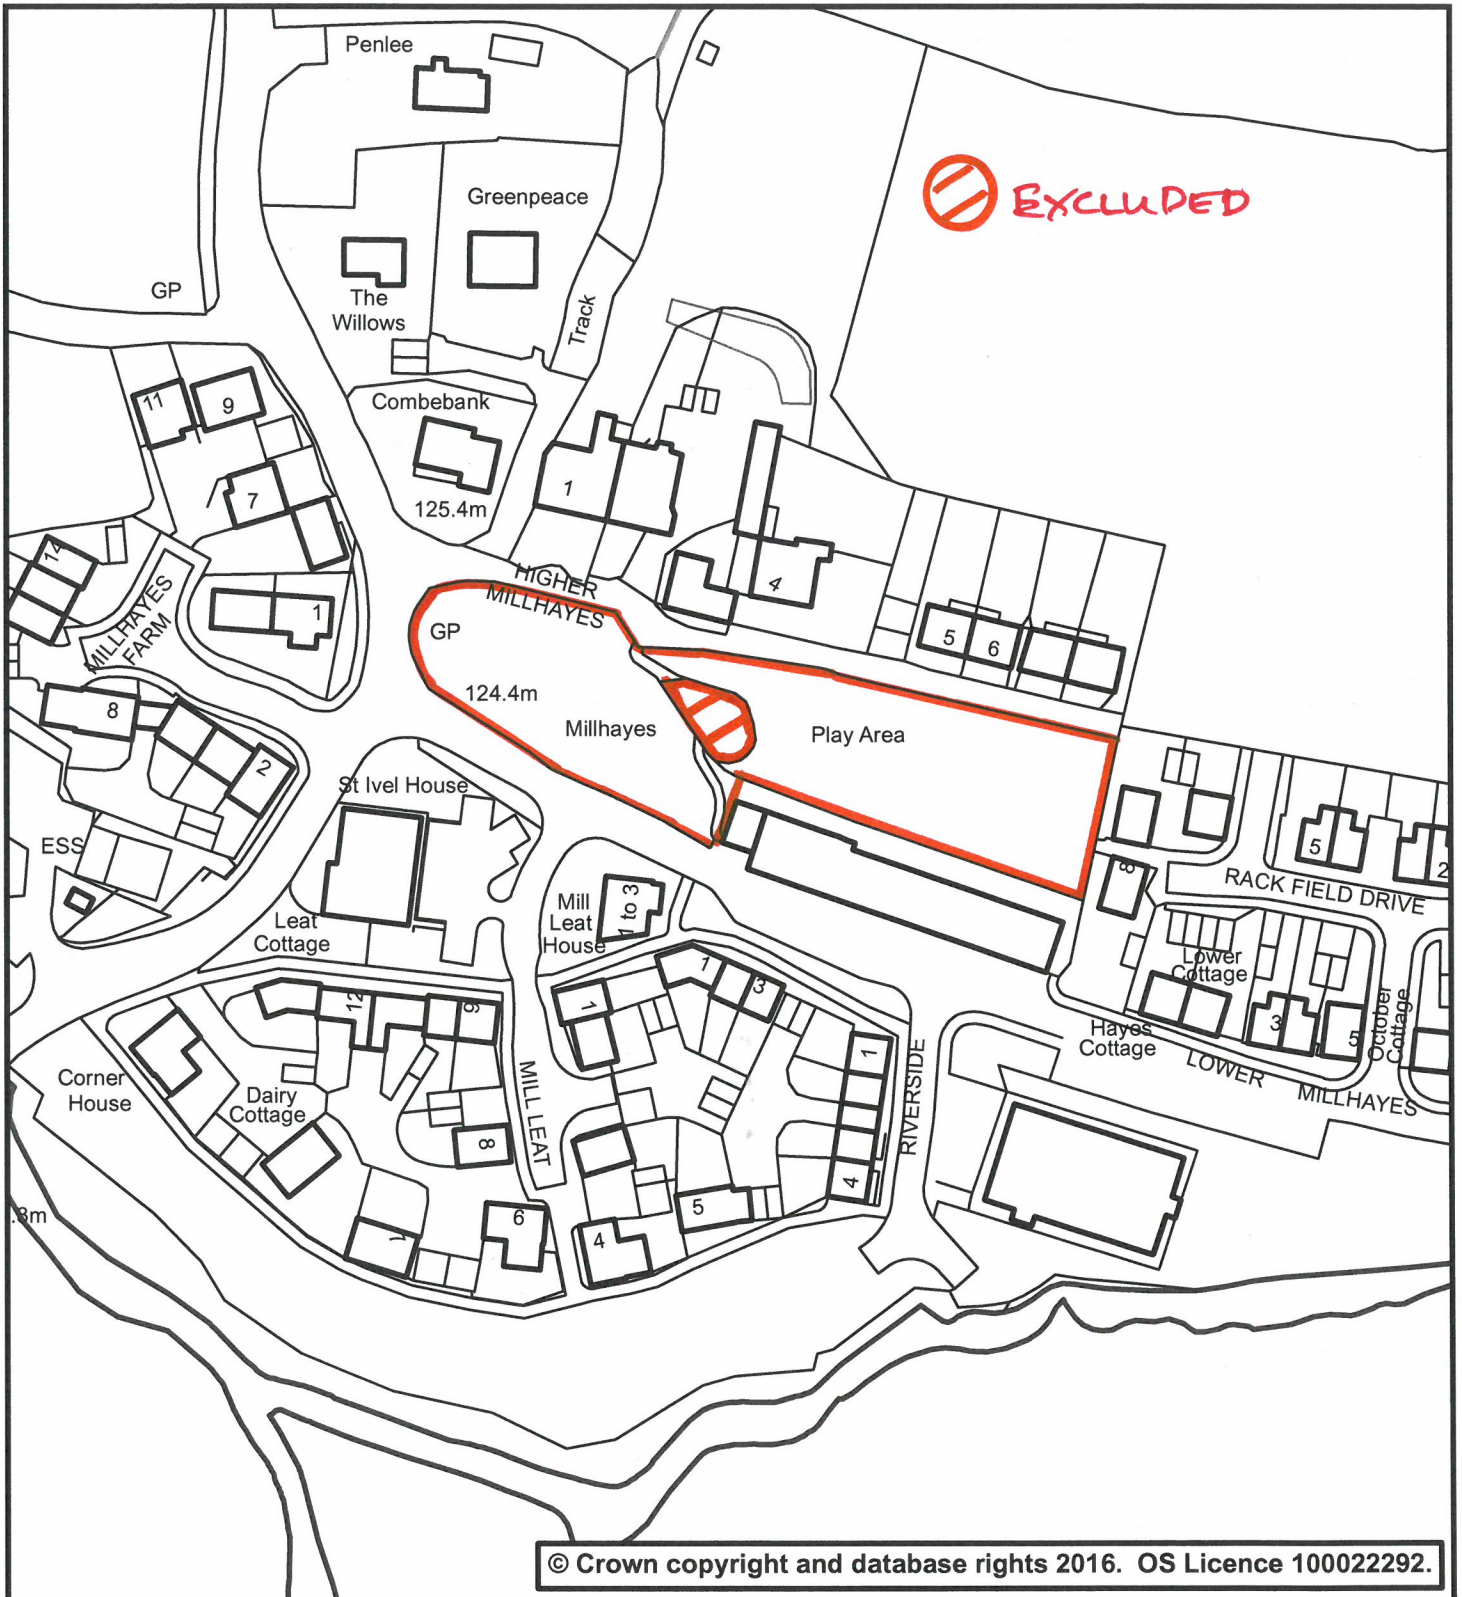 Penlee
EXCLUDED
Greenpeace
GP
The
Willows
Track
11
9
Combebank
7
1
125.4m
14
HIGHER
MILLHAYES
4
MILLHAYES
FARM
1
GP
5
6
124.4m
8
Millhayes
Play Area
2
St Ivel House
ESS
5
2
8
RACK FIELD DRIVE
Mill
Leat
House
1 to 3
Leat
Cottage
Lower
Cottage
1
3
12
9
1
3
5
October
Cottage
Hayes
Cottage
LOWER
MILLHAYES
1
RIVERSIDE
Corner
House
Dairy
Cottage
MILL LEAT
8
4
5
6
7
4
.3m
© Crown copyright and database rights 2016. OS Licence 100022292.